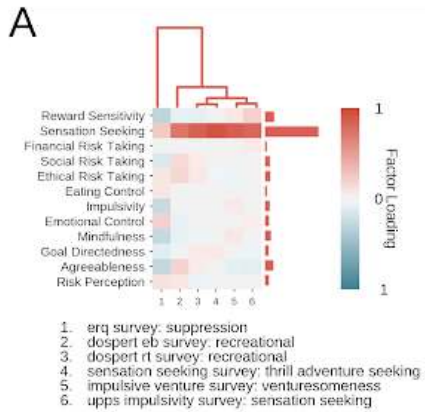 A
Reward Sensitivity
Sensation Seeking
Financial Risk Taking
Social Risk Taking
Ethical Risk Taking
Eating Control
Impulsivity
Emotional Control
Mindfulness
Goal Directedness
Agreeableness
Risk Perception
1 2 3 4 5 6
1
0
1
Factor Loading
1. erq survey: suppression
2. dospert eb survey: recreational
3. dospert rt survey: recreational
4. sensation seeking survey: thrill adventure seeking
5. impulsive venture survey: venturesomeness
6. upps impulsivity survey: sensation seeking